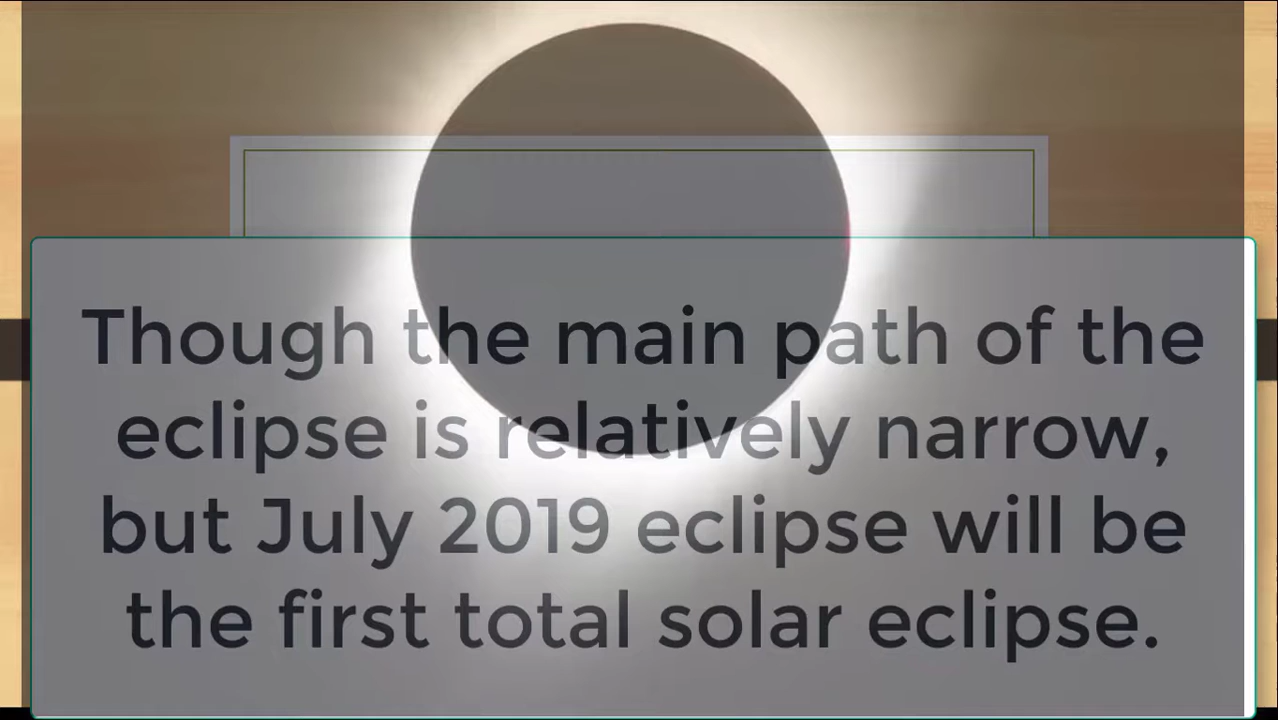 Though the main path of the
eclipse is relatively narrow,
but July 2019 eclipse will be
the first total solar eclipse.